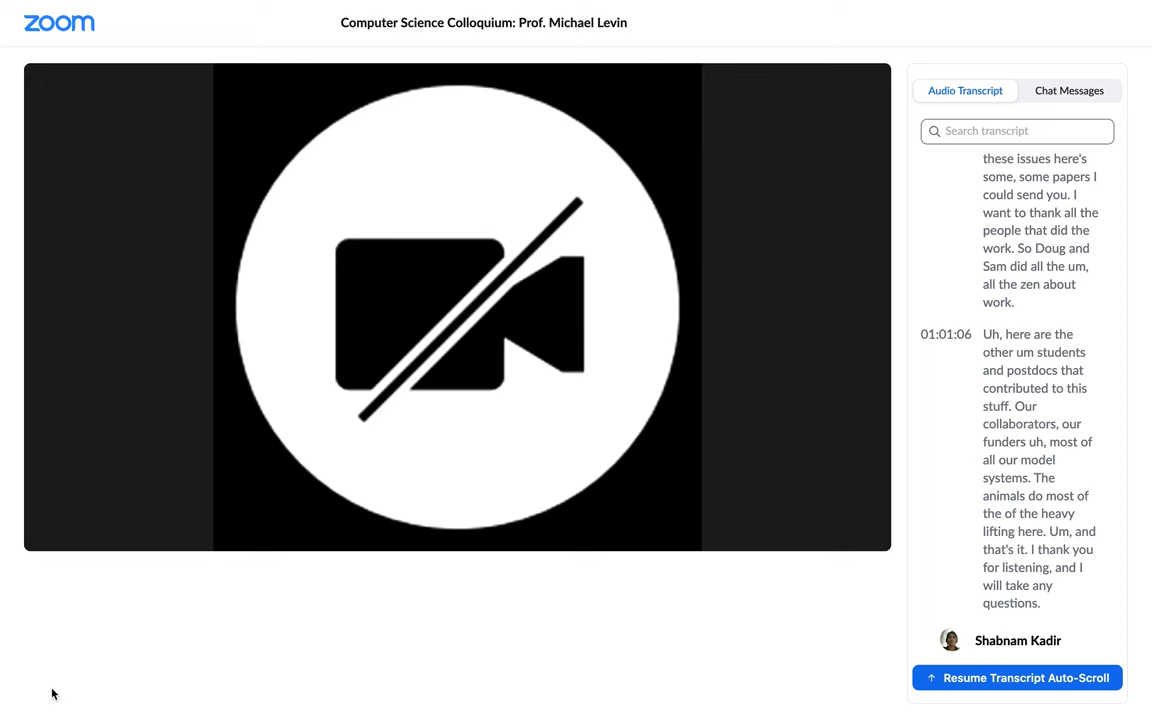 zoom
Computer Science Colloquium: Prof. Michael Levin
Audio Transcript
Chat Messages
Search transcript
these issues here's
some, some papers I
could send you. I
want to thank all the
people that did the
work. So Doug and
Sam did all the um,
all the zen about
work.
01:01:06
Uh, here are the
other um students
and postdocs that
contributed to this
stuff. Our
collaborators, our
funders uh, most of
all our model
systems. The
animals do most of
the of the heavy
lifting here. Um, and
that's it. I thank you
for listening, and I
will take any
questions.
Shabnam Kadir
Resume Transcript Auto-Scroll